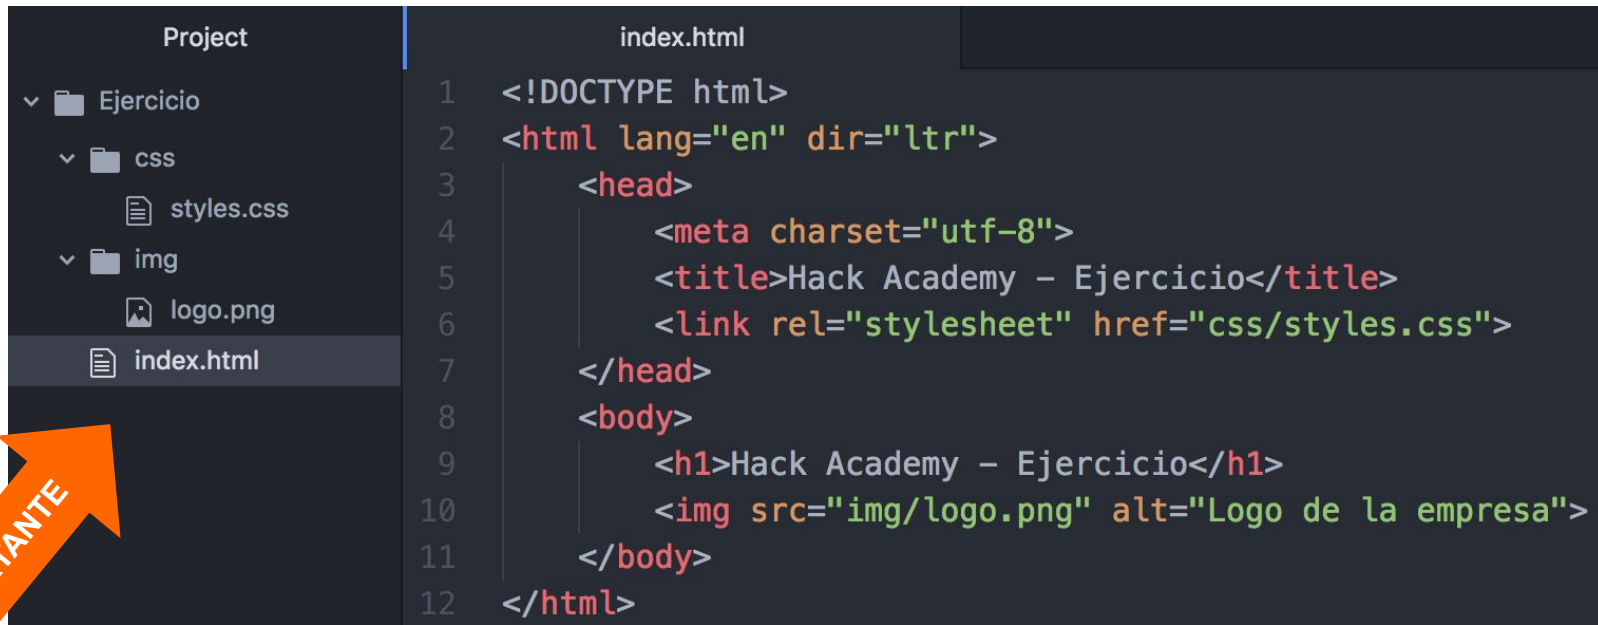 Project
Ejercicio
css
styles.css
img
logo.png
index.html
index.html
1 <!DOCTYPE html>
2 <html lang="en" dir="ltr">
3 <head>
4 <meta charset="utf-8">
5 <title>Hack Academy – Ejercicio</title>
6 <link rel="stylesheet" href="css/styles.css">
7 </head>
8 <body>
9 <h1>Hack Academy – Ejercicio</h1>
10 <img src="img/logo.png" alt="Logo de la empresa">
11 </body>
12 </html>